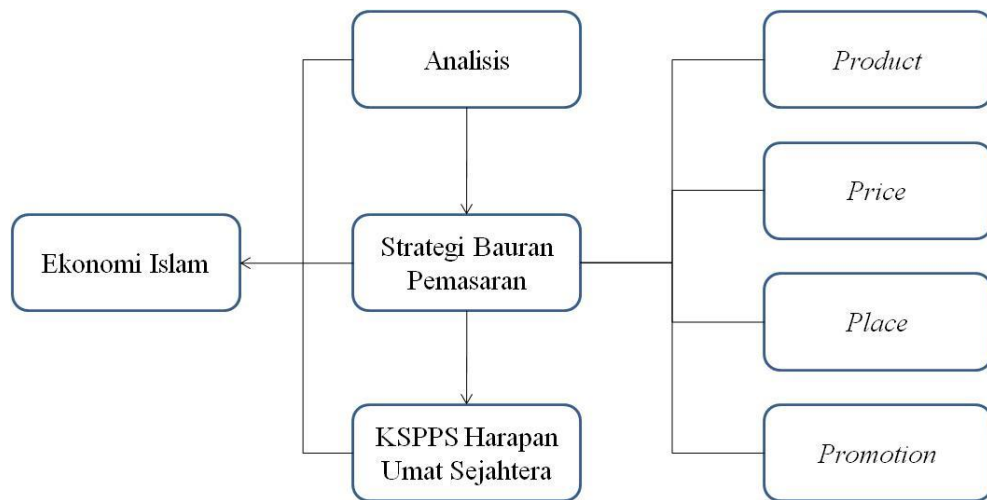 Analisis
Product
Price
Ekonomi Islam
Strategi Bauran
Pemasaran
Place
KSPPS Harapan
Umat Sejahtera
Promotion